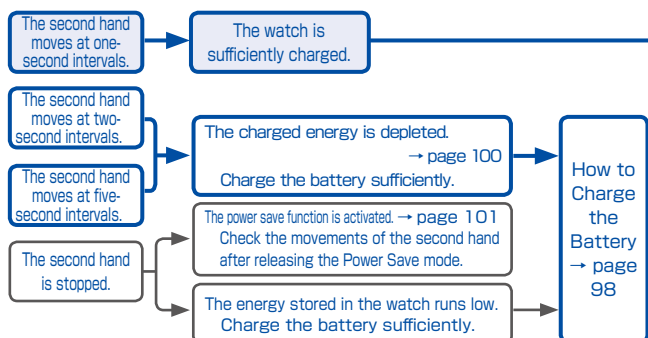 The second hand
moves at one-
second intervals.
The watch is
sufficiently charged.
The second hand
moves at two-
second intervals.
The second hand
moves at five-
second intervals.
The charged energy is depleted.
→ page 100
Charge the battery sufficiently.
The second hand
is stopped.
The power save function is activated. → page 101
Check the movements of the second hand
after releasing the Power Save mode.
The energy stored in the watch runs low.
Charge the battery sufficiently.
How to
Charge
the
Battery
→ page
98